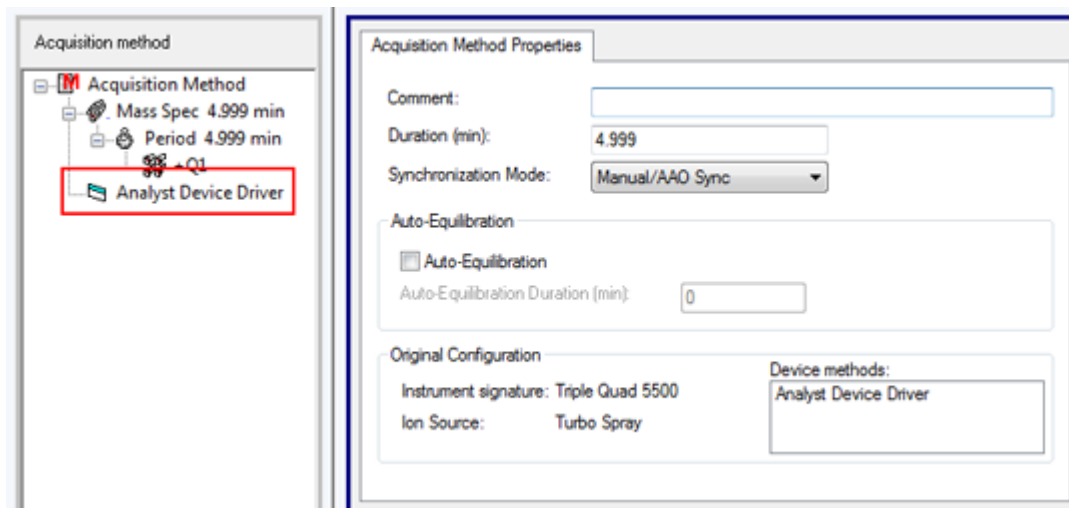 Acquisition method
Acquisition Method
Mass Spec 4.999 min
Period 4.999 min
+Q1
Analyst Device Driver
Acquisition Method Properties
Comment:
Duration (min): 4.999
Synchronization Mode: Manual/AAO Sync
Auto-Equilibration
Auto-Equilibration
Auto-Equilibration Duration (min): 0
Original Configuration
Instrument signature: Triple Quad 5500
Ion Source: Turbo Spray
Device methods:
Analyst Device Driver